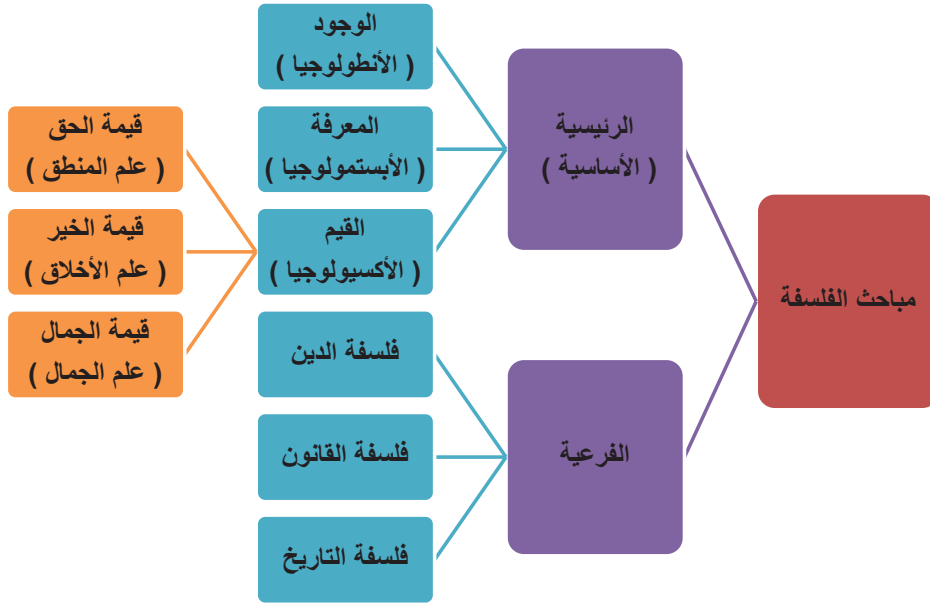 مباحث الفلسفة
الرئيسية
( الأساسية )
الوجود
( الأنطولوجيا )
المعرفة
( الأبستمولوجيا )
القيم
( الأكسيولوجيا )
قيمة الحق
( علم المنطق )
قيمة الخير
( علم الأخلاق )
قيمة الجمال
( علم الجمال )
الفرعية
فلسفة الدين
فلسفة القانون
فلسفة التاريخ